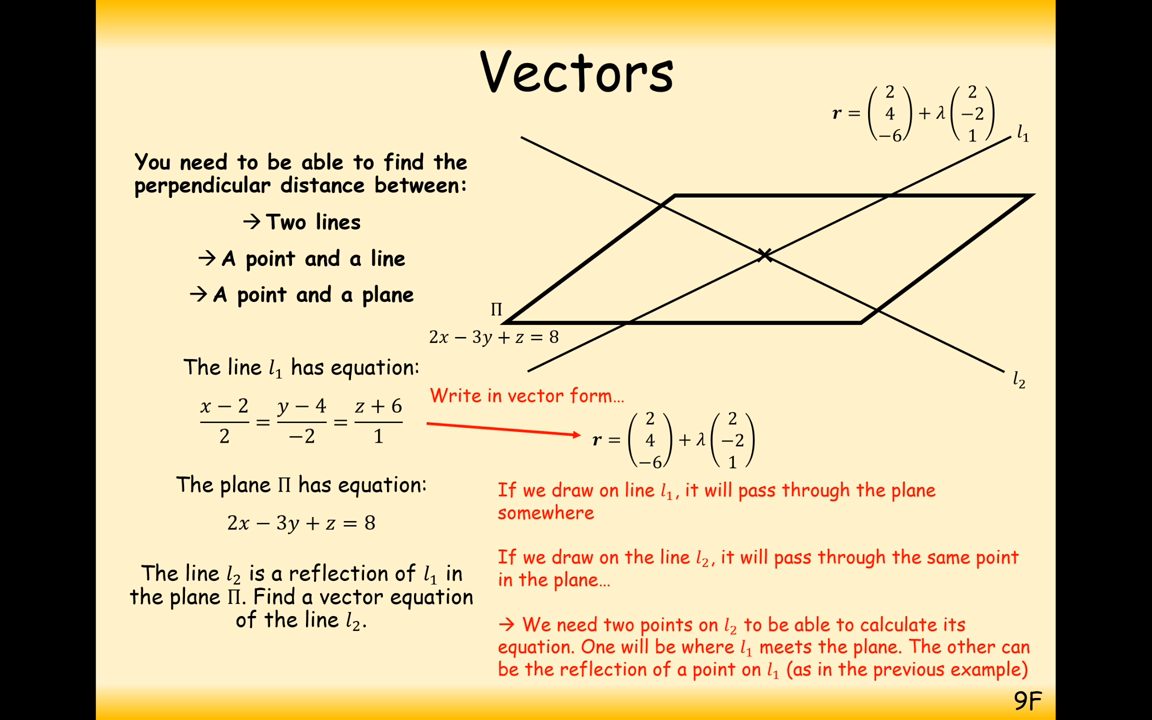 Vectors
You need to be able to find the
perpendicular distance between:
→ Two lines
→ A point and a line
→ A point and a plane
The line l₁ has equation:
(x − 2)/2 = (y − 4)/−2 = (z + 6)/1
The plane Π has equation:
2x − 3y + z = 8
The line l₂ is a reflection of l₁ in
the plane Π. Find a vector equation
of the line l₂.
r = (2 4 −6) + λ (2 −2 1)
l₁
Π
2x − 3y + z = 8
l₂
Write in vector form…
r = (2 4 −6) + λ (2 −2 1)
If we draw on line l₁, it will pass through the plane
somewhere
If we draw on the line l₂, it will pass through the same point
in the plane…
→ We need two points on l₂ to be able to calculate its
equation. One will be where l₁ meets the plane. The other can
be the reflection of a point on l₁ (as in the previous example)
9F